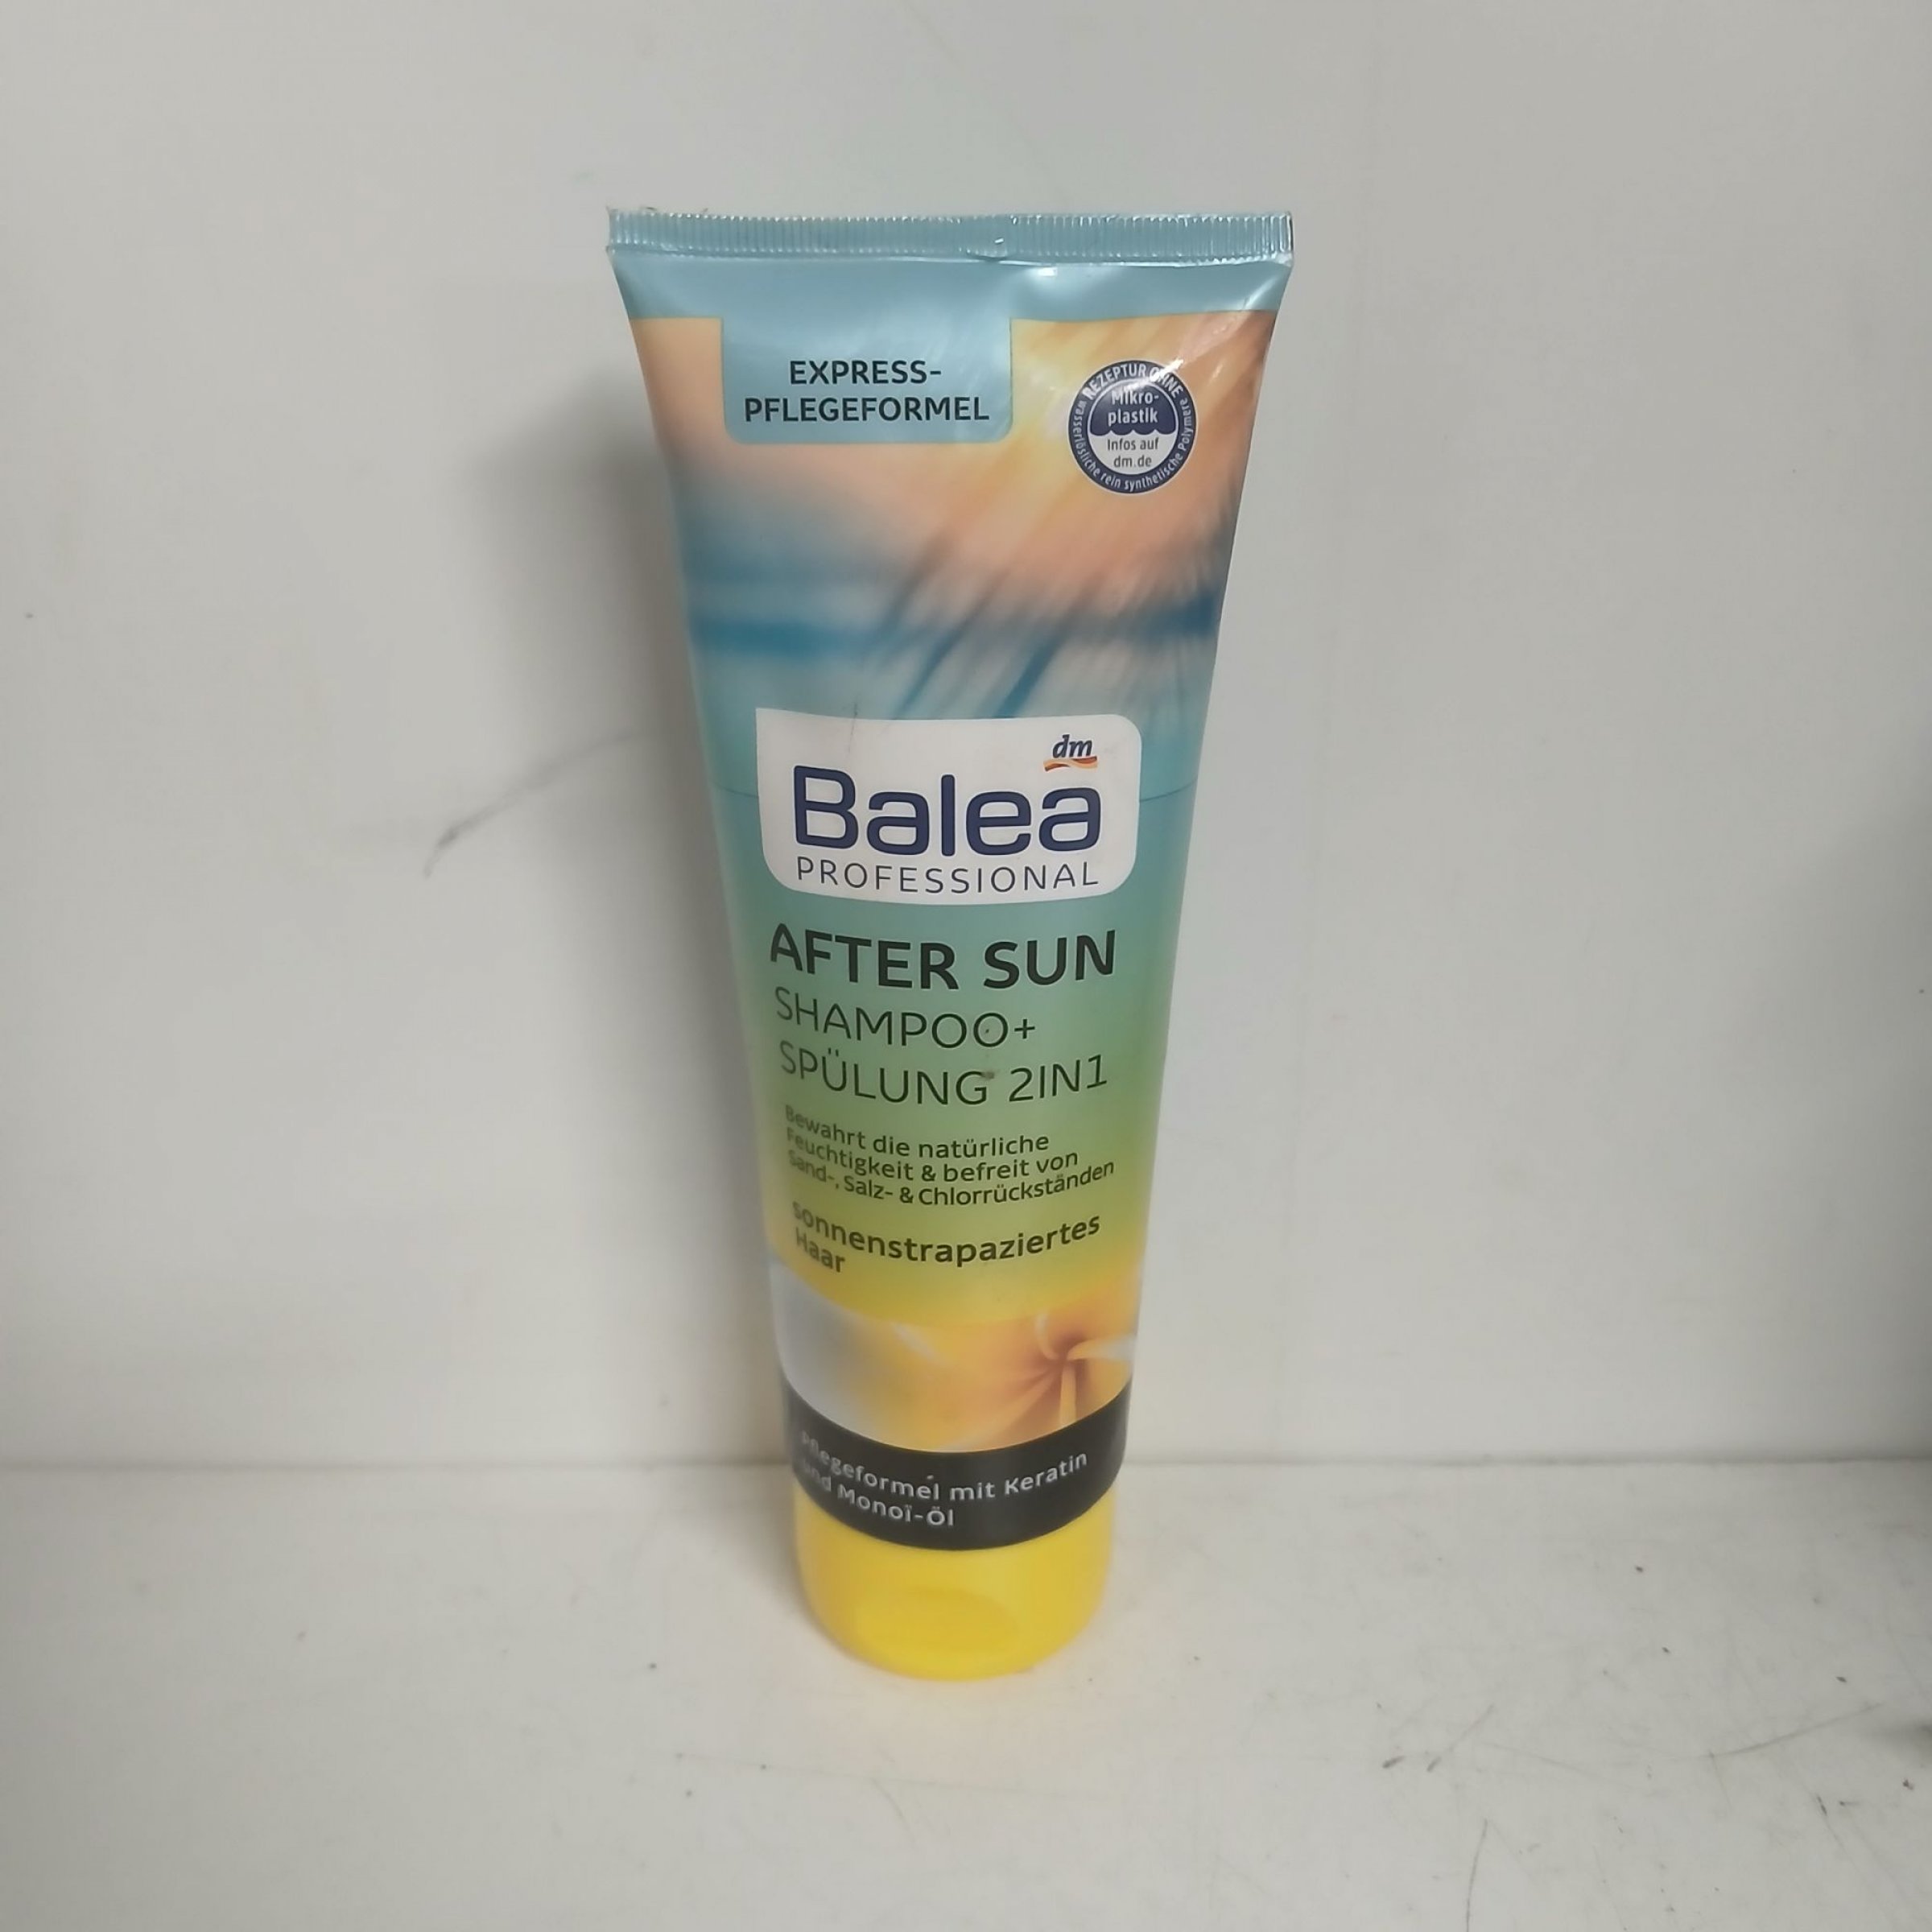 EXPRESS-
PFLEGEFORMEL
REZEPTUR OHNE
Mikro-
plastik
Infos auf
dm.de
wasserlösliche rein synthetische Polymere
dm
Balea
PROFESSIONAL
AFTER SUN
SHAMPOO+
SPÜLUNG 2IN1
Bewahrt die natürliche
Feuchtigkeit & befreit von
Sand-, Salz- & Chlorrückständen
sonnenstrapaziertes
Haar
Pflegeformel mit Keratin
und Monoï-Öl